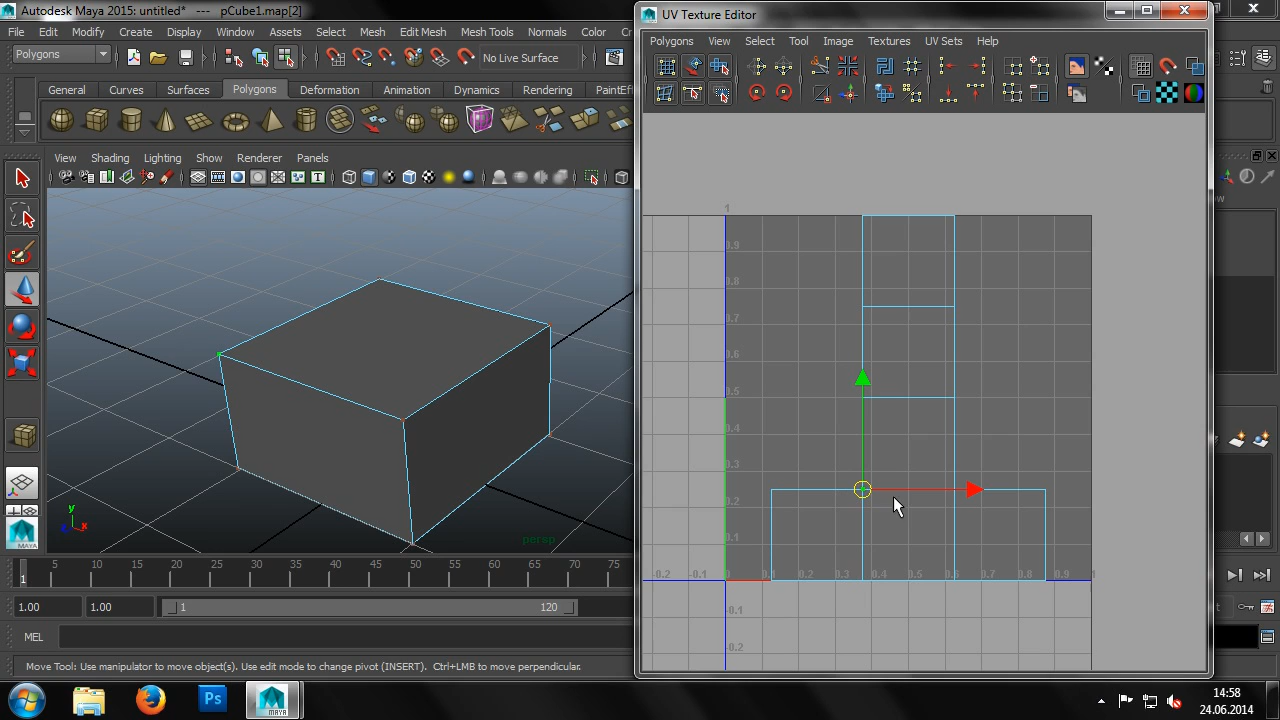 Autodesk Maya 2015: untitled* --- pCube1.map[2]
File Edit Modify Create Display Window Assets Select Mesh Edit Mesh Mesh Tools Normals Color
Polygons
No Live Surface
General Curves Surfaces Polygons Deformation Animation Dynamics Rendering PaintEf
View Shading Lighting Show Renderer Panels
persp
y
x
z
MAYA
1 5 10 15 20 25 30 35 40 45 50 55 60 65 70 75
1.00 1.00 1 120
MEL
Move Tool: Use manipulator to move object(s). Use edit mode to change pivot (INSERT). Ctrl+LMB to move perpendicular.
UV Texture Editor
Polygons View Select Tool Image Textures UV Sets Help
1
0.9
0.8
0.7
0.6
0.5
0.4
0.3
0.2
0.1
-0.2 -0.1 0 0.1 0.2 0.3 0.4 0.5 0.6 0.7 0.8 0.9 1
-0.1
-0.2
Ps
MAYA
14:58
24.06.2014